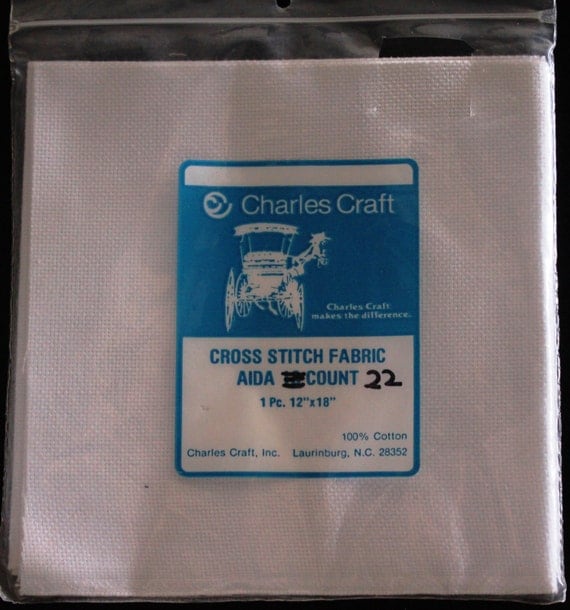 Charles Craft
Charles Craft
makes the difference.
CROSS STITCH FABRIC
AIDA COUNT 22
1 Pc. 12"x18"
100% Cotton
Charles Craft, Inc. Laurinburg, N.C. 28352